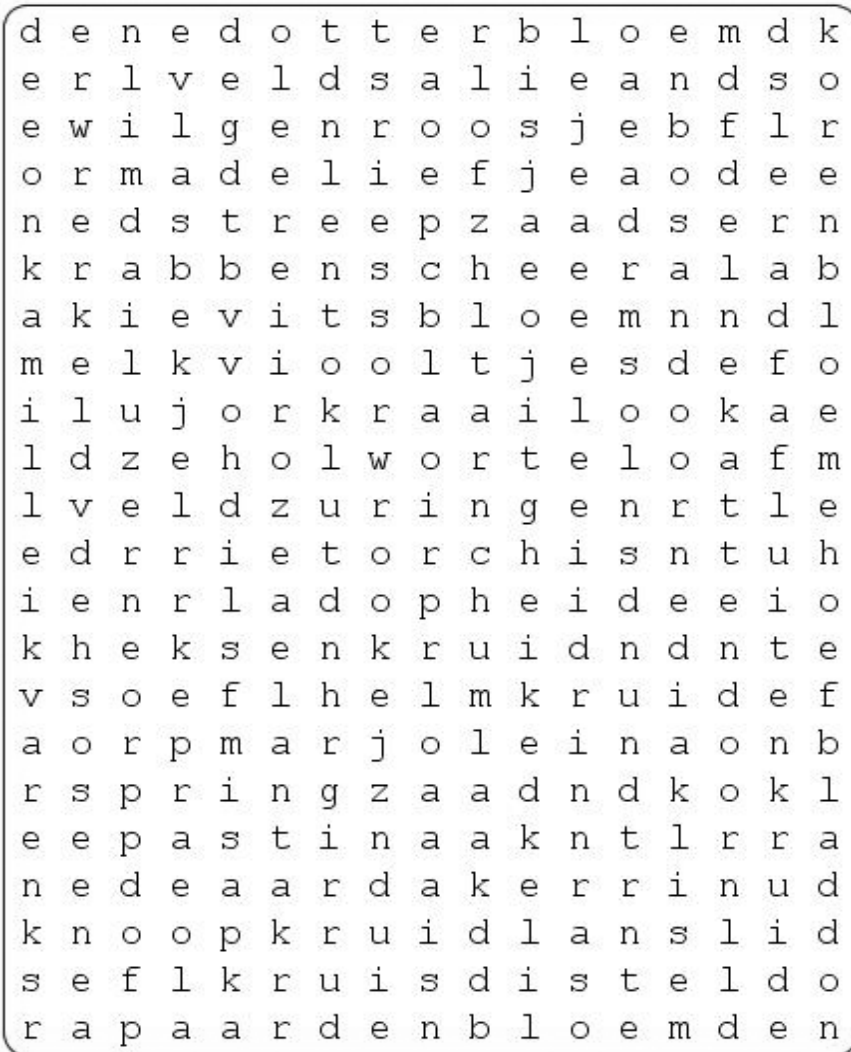 d e n e d o t t e r b l o e m d k
e r l v e l d s a l i e a n d s o
e w i l g e n r o o s j e b f l r
o r m a d e l i e f j e a o d e e
n e d s t r e e p z a a d s e r n
k r a b b e n s c h e e r a l a b
a k i e v i t s b l o e m n n d l
m e l k v i o o l t j e s d e f o
i l u j o r k r a a i l o o k a e
l d z e h o l w o r t e l o a f m
l v e l d z u r i n g e n r t l e
e d r r i e t o r c h i s n t u h
i e n r l a d o p h e i d e e i o
k h e k s e n k r u i d n d n t e
v s o e f l h e l m k r u i d e f
a o r p m a r j o l e i n a o n b
r s p r i n g z a a d n d k o k l
e e p a s t i n a a k n t l r r a
n e d e a a r d a k e r r i n u d
k n o o p k r u i d l a n s l i d
s e f l k r u i s d i s t e l d o
r a p a a r d e n b l o e m d e n